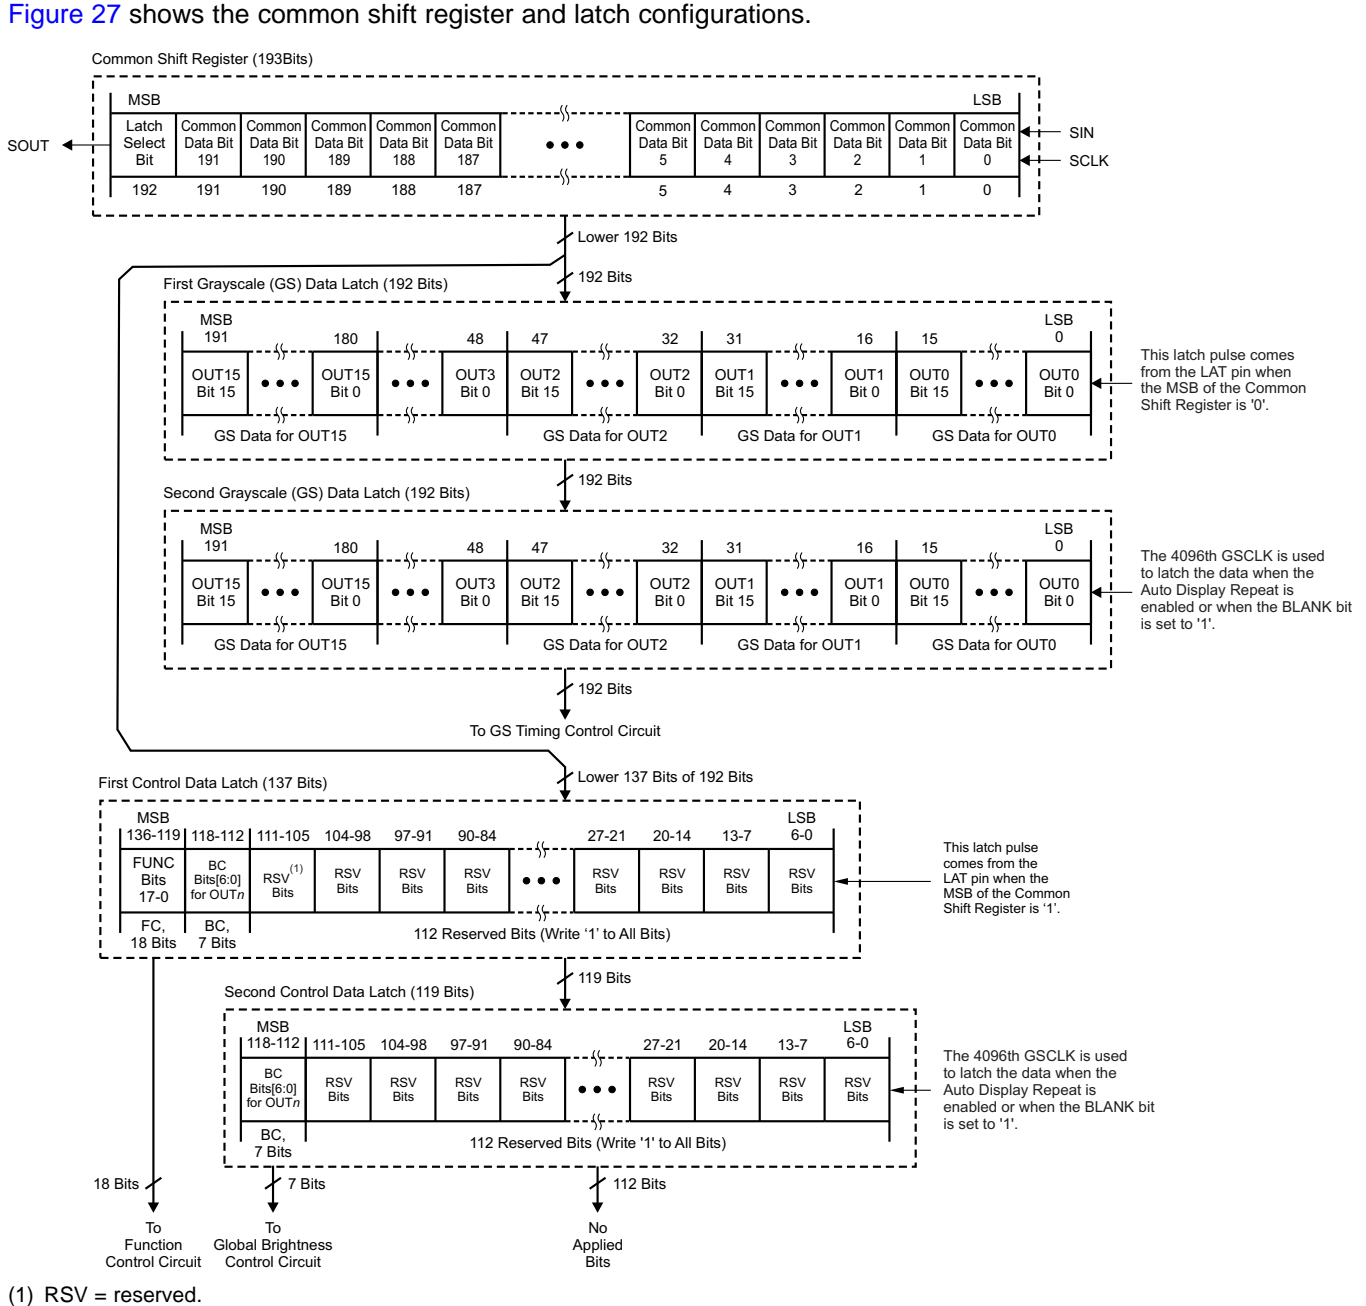 Figure 27 shows the common shift register and latch configurations.
Common Shift Register (193Bits)
MSB LSB
Latch Select Bit Common Data Bit 191 Common Data Bit 190 Common Data Bit 189 Common Data Bit 188 Common Data Bit 187 Common Data Bit 5 Common Data Bit 4 Common Data Bit 3 Common Data Bit 2 Common Data Bit 1 Common Data Bit 0
SOUT
SIN
SCLK
192 191 190 189 188 187 5 4 3 2 1 0
Lower 192 Bits
192 Bits
First Grayscale (GS) Data Latch (192 Bits)
MSB LSB
191 180 48 47 32 31 16 15 0
OUT15 Bit 15 OUT15 Bit 0 OUT3 Bit 0 OUT2 Bit 15 OUT2 Bit 0 OUT1 Bit 15 OUT1 Bit 0 OUT0 Bit 15 OUT0 Bit 0
GS Data for OUT15 GS Data for OUT2 GS Data for OUT1 GS Data for OUT0
This latch pulse comes
from the LAT pin when
the MSB of the Common
Shift Register is '0'.
192 Bits
Second Grayscale (GS) Data Latch (192 Bits)
MSB LSB
191 180 48 47 32 31 16 15 0
OUT15 Bit 15 OUT15 Bit 0 OUT3 Bit 0 OUT2 Bit 15 OUT2 Bit 0 OUT1 Bit 15 OUT1 Bit 0 OUT0 Bit 15 OUT0 Bit 0
GS Data for OUT15 GS Data for OUT2 GS Data for OUT1 GS Data for OUT0
The 4096th GSCLK is used
to latch the data when the
Auto Display Repeat is
enabled or when the BLANK bit
is set to '1'.
192 Bits
To GS Timing Control Circuit
Lower 137 Bits of 192 Bits
First Control Data Latch (137 Bits)
MSB LSB
136-119 118-112 111-105 104-98 97-91 90-84 27-21 20-14 13-7 6-0
FUNC Bits 17-0 BC Bits[6:0] for OUTn RSV(1) Bits RSV Bits RSV Bits RSV Bits RSV Bits RSV Bits RSV Bits RSV Bits
FC, 18 Bits BC, 7 Bits 112 Reserved Bits (Write ‘1’ to All Bits)
This latch pulse
comes from the
LAT pin when the
MSB of the Common
Shift Register is ‘1’.
119 Bits
Second Control Data Latch (119 Bits)
MSB LSB
118-112 111-105 104-98 97-91 90-84 27-21 20-14 13-7 6-0
BC Bits[6:0] for OUTn RSV Bits RSV Bits RSV Bits RSV Bits RSV Bits RSV Bits RSV Bits RSV Bits
BC, 7 Bits 112 Reserved Bits (Write '1' to All Bits)
The 4096th GSCLK is used
to latch the data when the
Auto Display Repeat is
enabled or when the BLANK bit
is set to '1'.
18 Bits 7 Bits 112 Bits
To Function Control Circuit To Global Brightness Control Circuit No Applied Bits
(1) RSV = reserved.